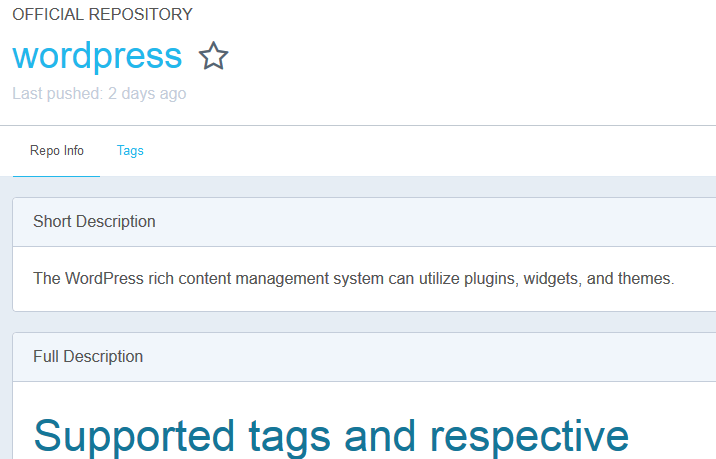 OFFICIAL REPOSITORY
wordpress
Last pushed: 2 days ago
Repo Info Tags
Short Description
The WordPress rich content management system can utilize plugins, widgets, and themes.
Full Description
Supported tags and respective